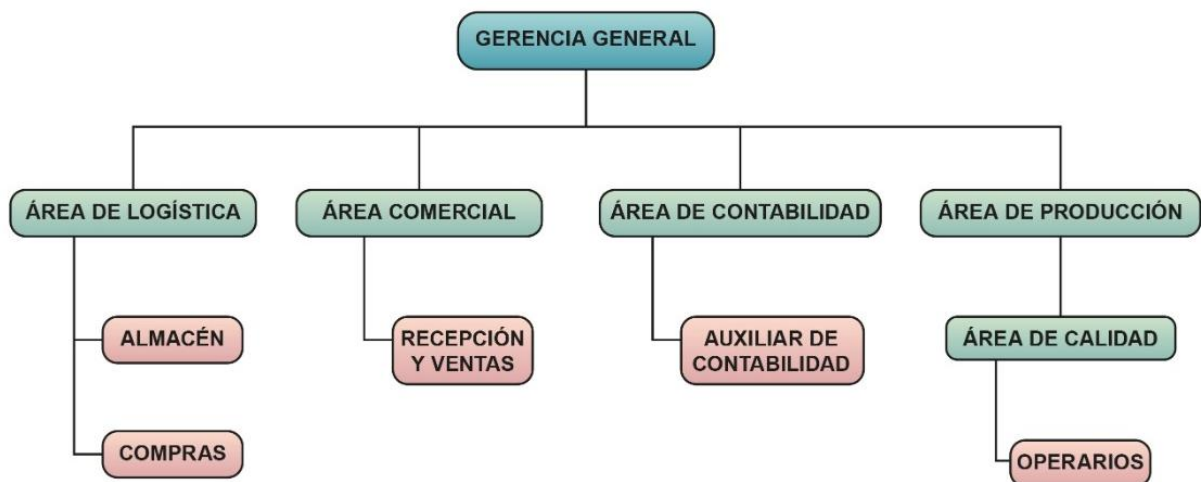 GERENCIA GENERAL
ÁREA DE LOGÍSTICA
ÁREA COMERCIAL
ÁREA DE CONTABILIDAD
ÁREA DE PRODUCCIÓN
ALMACÉN
RECEPCIÓN
Y VENTAS
AUXILIAR DE
CONTABILIDAD
ÁREA DE CALIDAD
COMPRAS
OPERARIOS